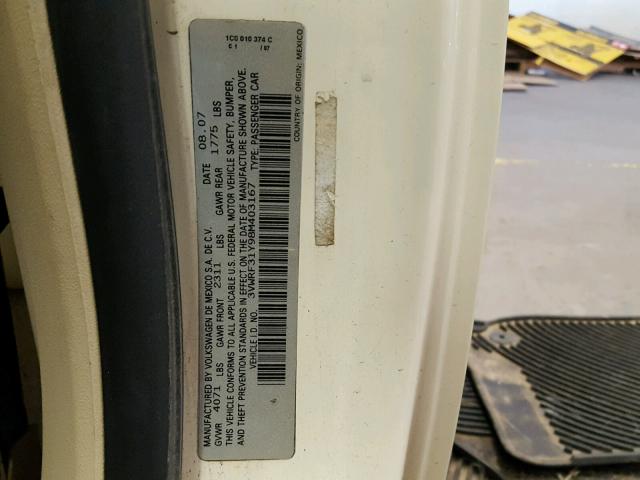 MANUFACTURED BY VOLKSWAGEN DE MEXICO S.A. DE C.V. DATE 08.07
GVWR 4071 LBS GAWR FRONT 2311 LBS GAWR REAR 1775 LBS
THIS VEHICLE CONFORMS TO ALL APPLICABLE U.S. FEDERAL MOTOR VEHICLE SAFETY, BUMPER,
AND THEFT PREVENTION STANDARDS IN EFFECT ON THE DATE OF MANUFACTURE SHOWN ABOVE.
VEHICLE I.D. NO. 3VWRF31Y98M403167 TYPE: PASSENGER CAR
1C0 010 374 C
C 1 / 07
COUNTRY OF ORIGIN: MEXICO